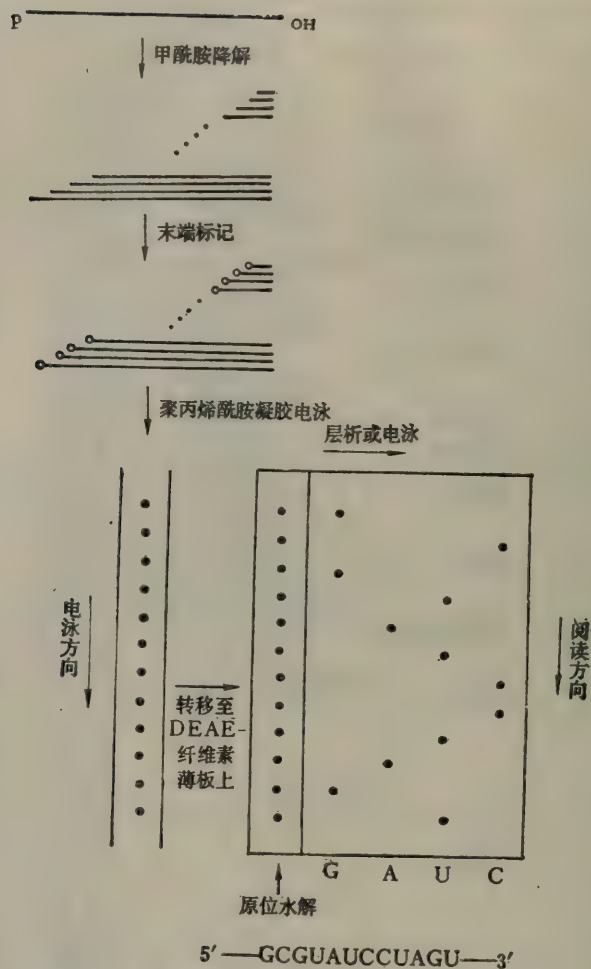 p OH
甲酰胺降解
末端标记
聚丙烯酰胺凝胶电泳
层析或电泳
电泳方向
转移至
DEAE-
纤维素
薄板上
阅读方向
G A U C
原位水解
5′—GCGUAUCCUAGU—3′